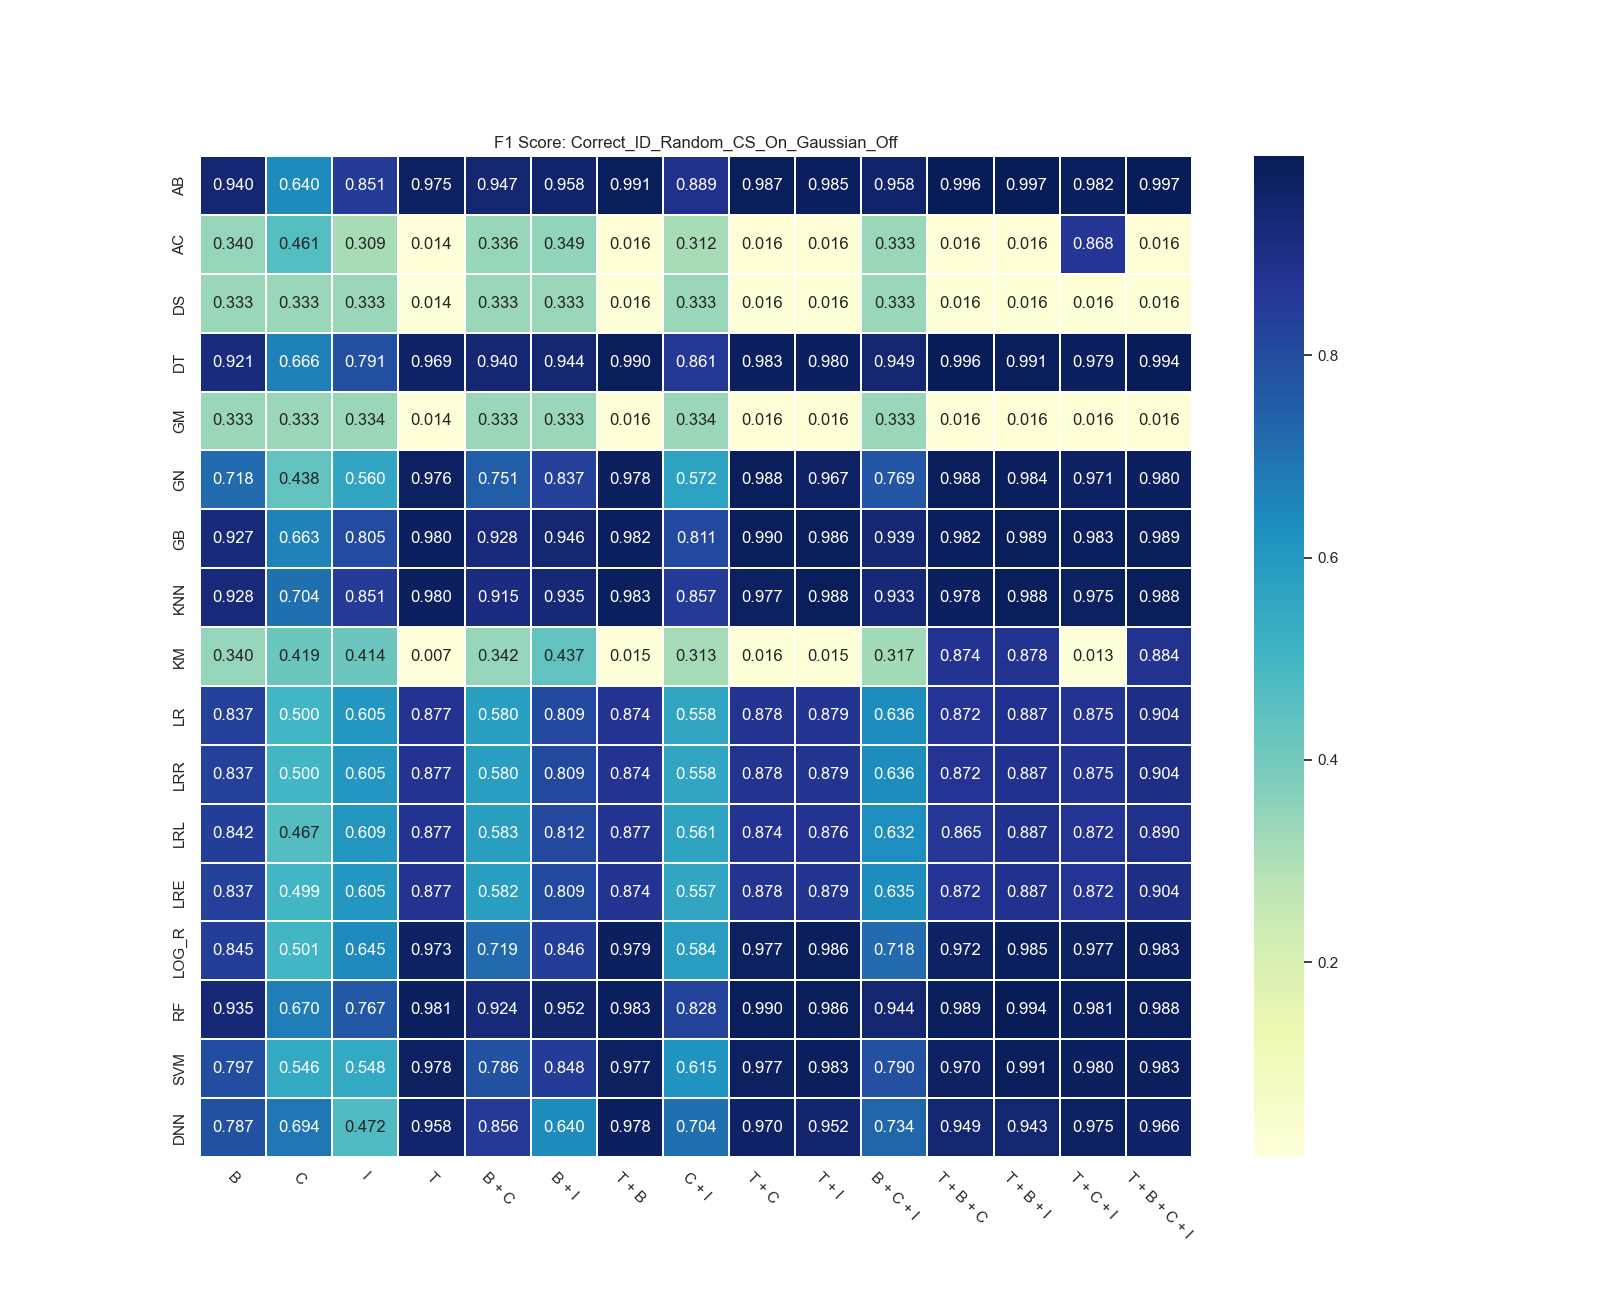 F1 Score: Correct_ID_Random_CS_On_Gaussian_Off
AB 0.940 0.640 0.851 0.975 0.947 0.958 0.991 0.889 0.987 0.985 0.958 0.996 0.997 0.982 0.997
AC 0.340 0.461 0.309 0.014 0.336 0.349 0.016 0.312 0.016 0.016 0.333 0.016 0.016 0.868 0.016
DS 0.333 0.333 0.333 0.014 0.333 0.333 0.016 0.333 0.016 0.016 0.333 0.016 0.016 0.016 0.016
DT 0.921 0.666 0.791 0.969 0.940 0.944 0.990 0.861 0.983 0.980 0.949 0.996 0.991 0.979 0.994
0.8
GM 0.333 0.333 0.334 0.014 0.333 0.333 0.016 0.334 0.016 0.016 0.333 0.016 0.016 0.016 0.016
GN 0.718 0.438 0.560 0.976 0.751 0.837 0.978 0.572 0.988 0.967 0.769 0.988 0.984 0.971 0.980
GB 0.927 0.663 0.805 0.980 0.928 0.946 0.982 0.811 0.990 0.986 0.939 0.982 0.989 0.983 0.989
0.6
KNN 0.928 0.704 0.851 0.980 0.915 0.935 0.983 0.857 0.977 0.988 0.933 0.978 0.988 0.975 0.988
KM 0.340 0.419 0.414 0.007 0.342 0.437 0.015 0.313 0.016 0.015 0.317 0.874 0.878 0.013 0.884
LR 0.837 0.500 0.605 0.877 0.580 0.809 0.874 0.558 0.878 0.879 0.636 0.872 0.887 0.875 0.904
0.4
LRR 0.837 0.500 0.605 0.877 0.580 0.809 0.874 0.558 0.878 0.879 0.636 0.872 0.887 0.875 0.904
LRL 0.842 0.467 0.609 0.877 0.583 0.812 0.877 0.561 0.874 0.876 0.632 0.865 0.887 0.872 0.890
LRE 0.837 0.499 0.605 0.877 0.582 0.809 0.874 0.557 0.878 0.879 0.635 0.872 0.887 0.872 0.904
LOG_R 0.845 0.501 0.645 0.973 0.719 0.846 0.979 0.584 0.977 0.986 0.718 0.972 0.985 0.977 0.983
0.2
RF 0.935 0.670 0.767 0.981 0.924 0.952 0.983 0.828 0.990 0.986 0.944 0.989 0.994 0.981 0.988
SVM 0.797 0.546 0.548 0.978 0.786 0.848 0.977 0.615 0.977 0.983 0.790 0.970 0.991 0.980 0.983
DNN 0.787 0.694 0.472 0.958 0.856 0.640 0.978 0.704 0.970 0.952 0.734 0.949 0.943 0.975 0.966
B
C
I
T
B + C
B + I
T + B
C + I
T + C
T + I
B + C + I
T + B + C
T + B + I
T + C + I
T + B + C + I